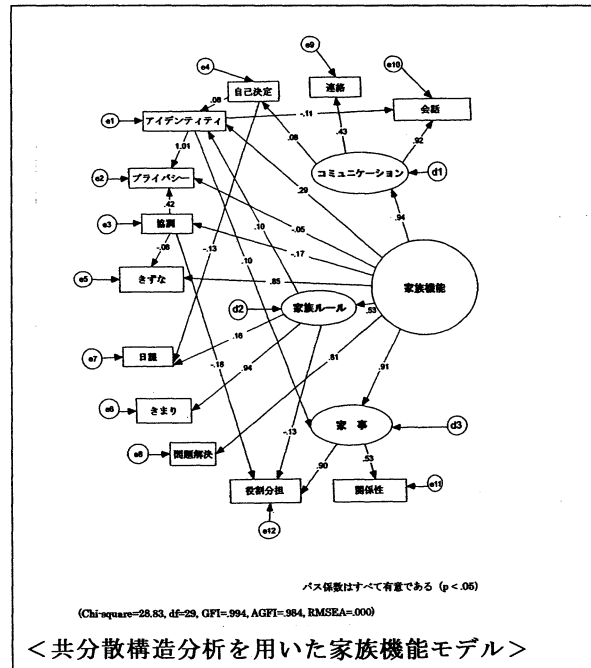 e9
e10
e4
連絡
自己決定
会話
.08
e1
アイデンティティ
-.11
.43
.92
1.01
.08
コミュニケーション
d1
e2
プライバシー
.29
.42
.94
e3
協調
.10
-.05
-.08
-.13
.10
-.17
e5
きずな
.85
家族機能
d2
家族ルール
.53
.16
e7
日課
-.18
.94
.81
.91
e6
きまり
-.13
家 事
d3
e8
問題解決
.90
.53
役割分担
関係性
e11
e12
パス係数はすべて有意である (p < .05)
(Chi-square=28.83, df=29, GFI=.994, AGFI=.984, RMSEA=.000)
＜共分散構造分析を用いた家族機能モデル＞